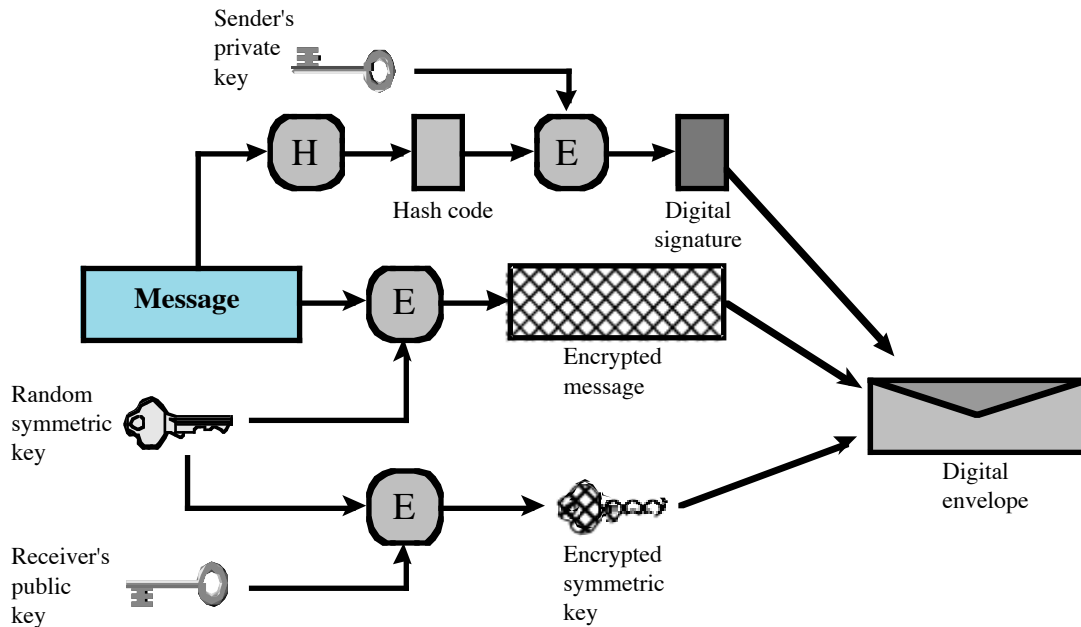 Sender's
private
key
H
E
Hash code
Digital
signature
Message
E
Encrypted
message
Random
symmetric
key
Digital
envelope
E
Receiver's
public
key
Encrypted
symmetric
key